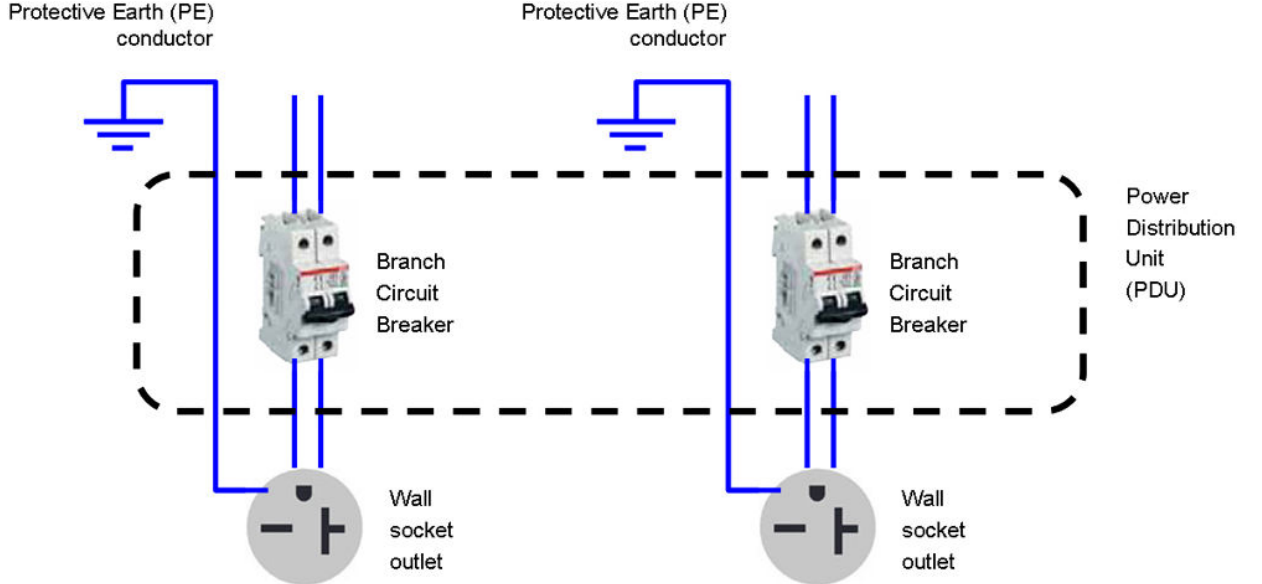 Protective Earth (PE)
conductor
Protective Earth (PE)
conductor
Branch
Circuit
Breaker
Branch
Circuit
Breaker
Power
Distribution
Unit
(PDU)
Wall
socket
outlet
Wall
socket
outlet